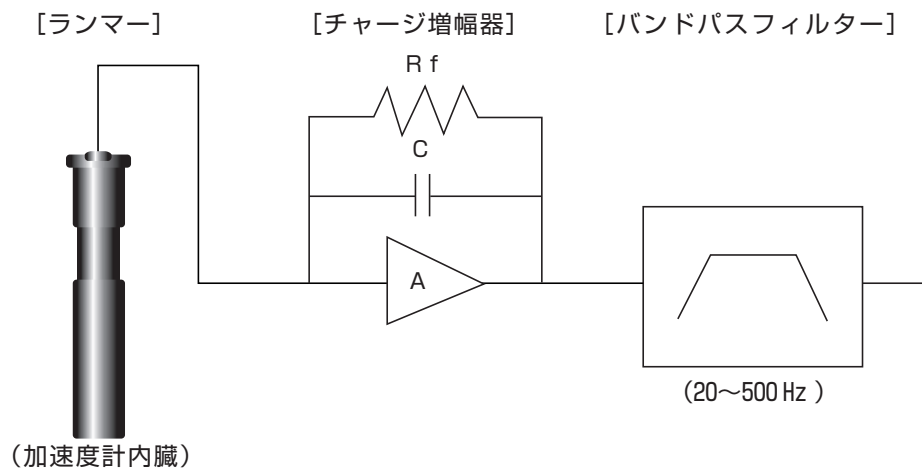 [ランマー]
[チャージ増幅器]
[バンドパスフィルター]
R f
C
A
(20～500 Hz )
(加速度計内臓)